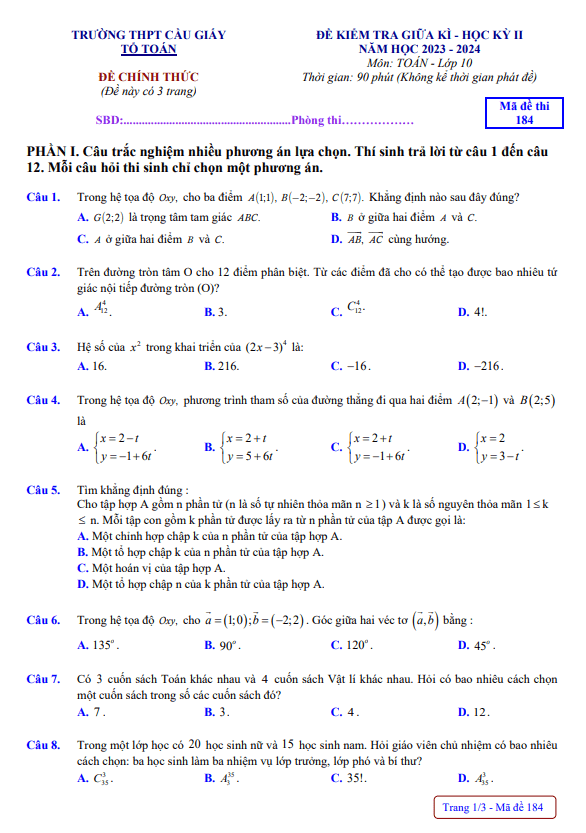 TRƯỜNG THPT CẦU GIẤY
TỔ TOÁN
ĐỀ CHÍNH THỨC
(Đề này có 3 trang)
ĐỀ KIỂM TRA GIỮA KÌ - HỌC KỲ II
NĂM HỌC 2023 - 2024
Môn: TOÁN - Lớp 10
Thời gian: 90 phút (Không kể thời gian phát đề)
SBD:........................................................Phòng thi..................
Mã đề thi
184
PHẦN I. Câu trắc nghiệm nhiều phương án lựa chọn. Thí sinh trả lời từ câu 1 đến câu
12. Mỗi câu hỏi thí sinh chỉ chọn một phương án.
Câu 1. Trong hệ tọa độ Oxy, cho ba điểm A(1;1), B(−2;−2), C(7;7). Khẳng định nào sau đây đúng?
A. G(2;2) là trọng tâm tam giác ABC. B. B ở giữa hai điểm A và C.
C. A ở giữa hai điểm B và C. D. $\overrightarrow{AB}$, $\overrightarrow{AC}$ cùng hướng.
Câu 2. Trên đường tròn tâm O cho 12 điểm phân biệt. Từ các điểm đã cho có thể tạo được bao nhiêu tứ
giác nội tiếp đường tròn (O)?
A. $A_{12}^{4}$. B. 3. C. $C_{12}^{4}$. D. 4!.
Câu 3. Hệ số của $x^2$ trong khai triển của $(2x-3)^4$ là:
A. 16. B. 216. C. −16. D. −216.
Câu 4. Trong hệ tọa độ Oxy, phương trình tham số của đường thẳng đi qua hai điểm A(2;−1) và B(2;5)
là
A. $\begin{cases} x=2-t \\ y=-1+6t \end{cases}$. B. $\begin{cases} x=2+t \\ y=5+6t \end{cases}$. C. $\begin{cases} x=2+t \\ y=-1+6t \end{cases}$. D. $\begin{cases} x=2 \\ y=3-t \end{cases}$.
Câu 5. Tìm khẳng định đúng :
Cho tập hợp A gồm n phần tử (n là số tự nhiên thỏa mãn n ≥ 1) và k là số nguyên thỏa mãn 1 ≤ k
≤ n. Mỗi tập con gồm k phần tử được lấy ra từ n phần tử của tập A được gọi là:
A. Một chỉnh hợp chập k của n phần tử của tập hợp A.
B. Một tổ hợp chập k của n phần tử của tập hợp A.
C. Một hoán vị của tập hợp A.
D. Một tổ hợp chập n của k phần tử của tập hợp A.
Câu 6. Trong hệ tọa độ Oxy, cho $\vec{a}=(1;0); \vec{b}=(-2;2)$. Góc giữa hai véc tơ $(\vec{a},\vec{b})$ bằng :
A. 135°. B. 90°. C. 120°. D. 45°.
Câu 7. Có 3 cuốn sách Toán khác nhau và 4 cuốn sách Vật lí khác nhau. Hỏi có bao nhiêu cách chọn
một cuốn sách trong số các cuốn sách đó?
A. 7. B. 3. C. 4. D. 12.
Câu 8. Trong một lớp học có 20 học sinh nữ và 15 học sinh nam. Hỏi giáo viên chủ nhiệm có bao nhiêu
cách chọn: ba học sinh làm ba nhiệm vụ lớp trưởng, lớp phó và bí thư?
A. $C_{35}^{3}$. B. $A_{3}^{35}$. C. 35!. D. $A_{35}^{3}$.
Trang 1/3 - Mã đề 184